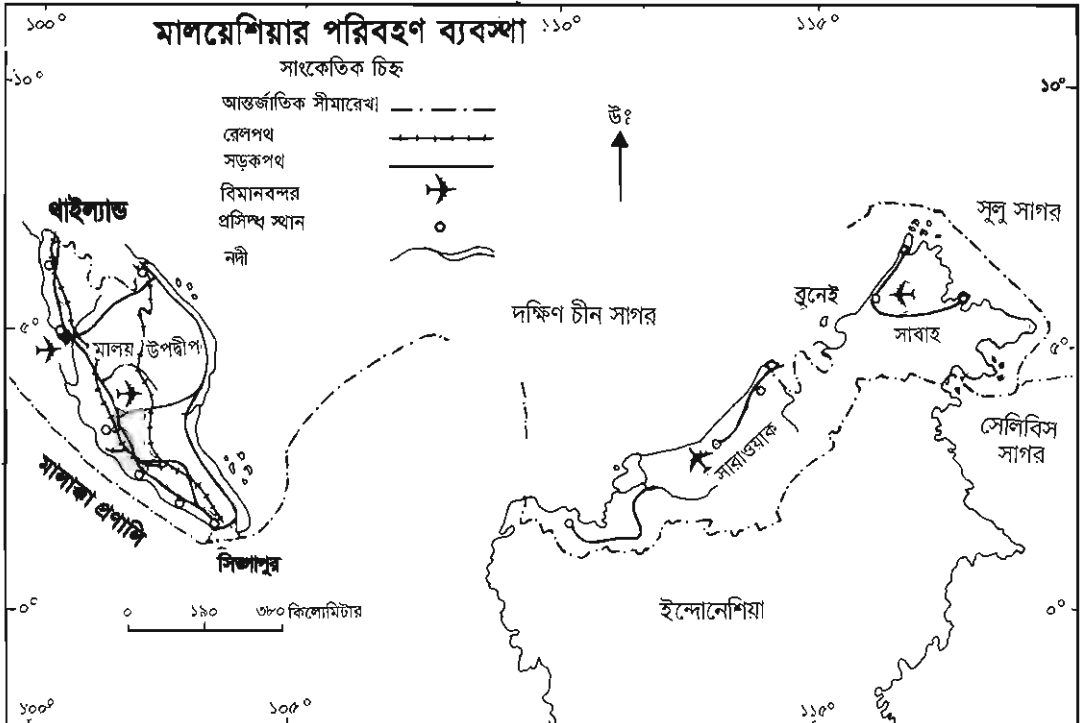 ১০০°
মালয়েশিয়ার পরিবহণ ব্যবস্থা
১১০°
১১৫°
১০°
১০°
সাংকেতিক চিহ্ন
আন্তর্জাতিক সীমারেখা
রেলপথ
সড়কপথ
বিমানবন্দর
প্রসিদ্ধ স্থান
নদী
উঃ
থাইল্যান্ড
সুলু সাগর
ব্রুনেই
দক্ষিণ চীন সাগর
সাবাহ
৫°
৫°
মালয় উপদ্বীপ
সেলিবিস
সাগর
সারাওয়াক
মালাক্কা প্রণালি
সিঙ্গাপুর
০ ১৯০ ৩৮০ কিলোমিটার
ইন্দোনেশিয়া
০°
০°
১০০°
১০৫°
১১৫°